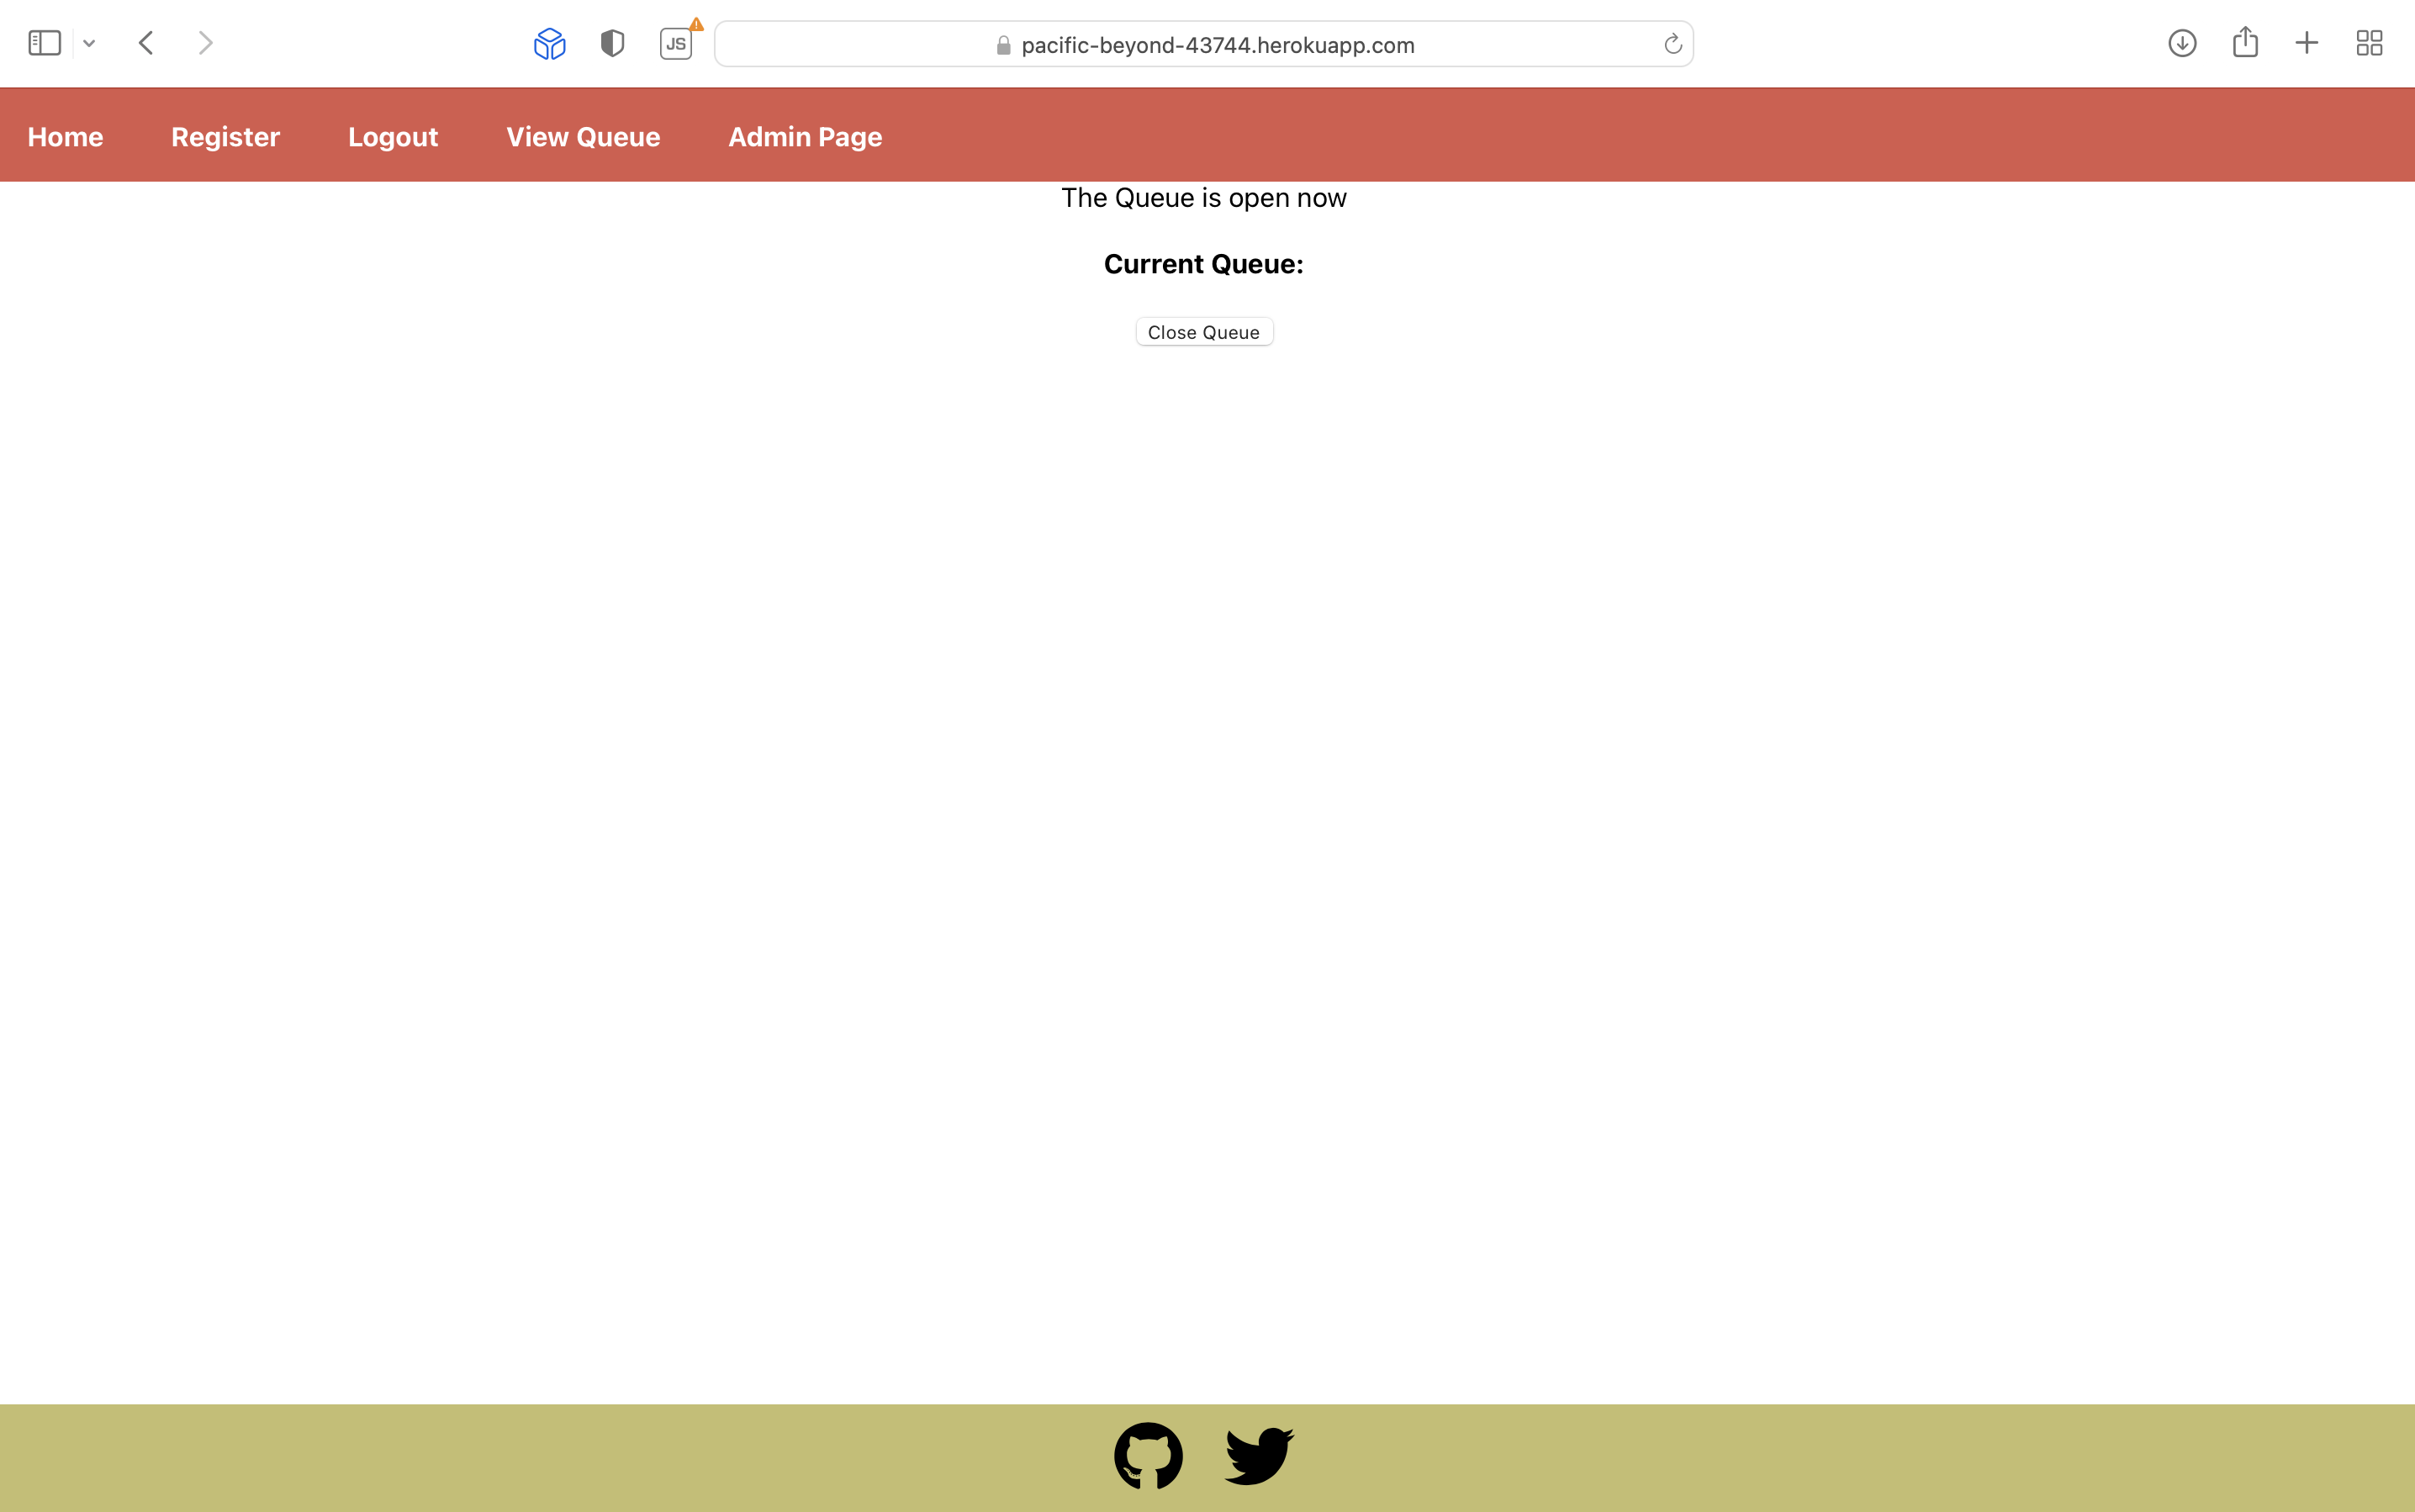 JS
pacific-beyond-43744.herokuapp.com
Home Register Logout View Queue Admin Page
The Queue is open now
Current Queue:
Close Queue